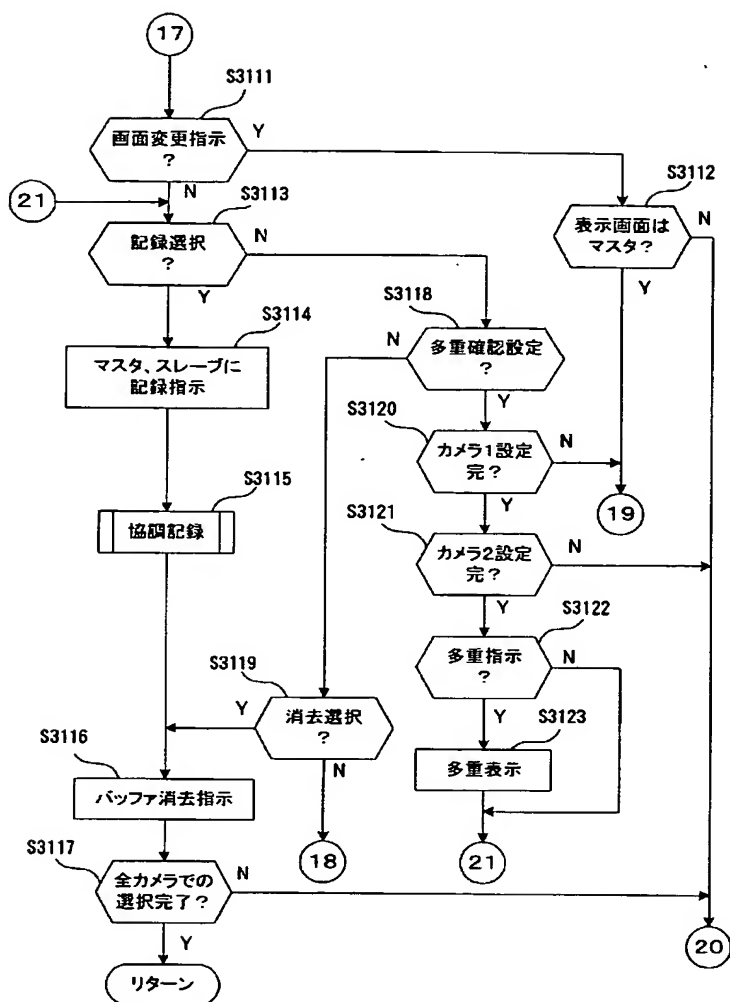 17
S3111
画面変更指示
?
Y
N
21
S3113
記録選択
?
N
Y
S3112
表示画面は
マスタ?
N
Y
S3114
マスタ、スレーブに
記録指示
S3118
N
多重確認設定
?
Y
S3120
カメラ1設定
完?
N
Y
19
S3115
協調記録
S3121
カメラ2設定
完?
N
Y
S3122
多重指示
?
N
Y
S3119
Y
消去選択
?
N
S3123
多重表示
S3116
バッファ消去指示
18
21
S3117
全カメラでの
選択完了?
N
Y
20
リターン